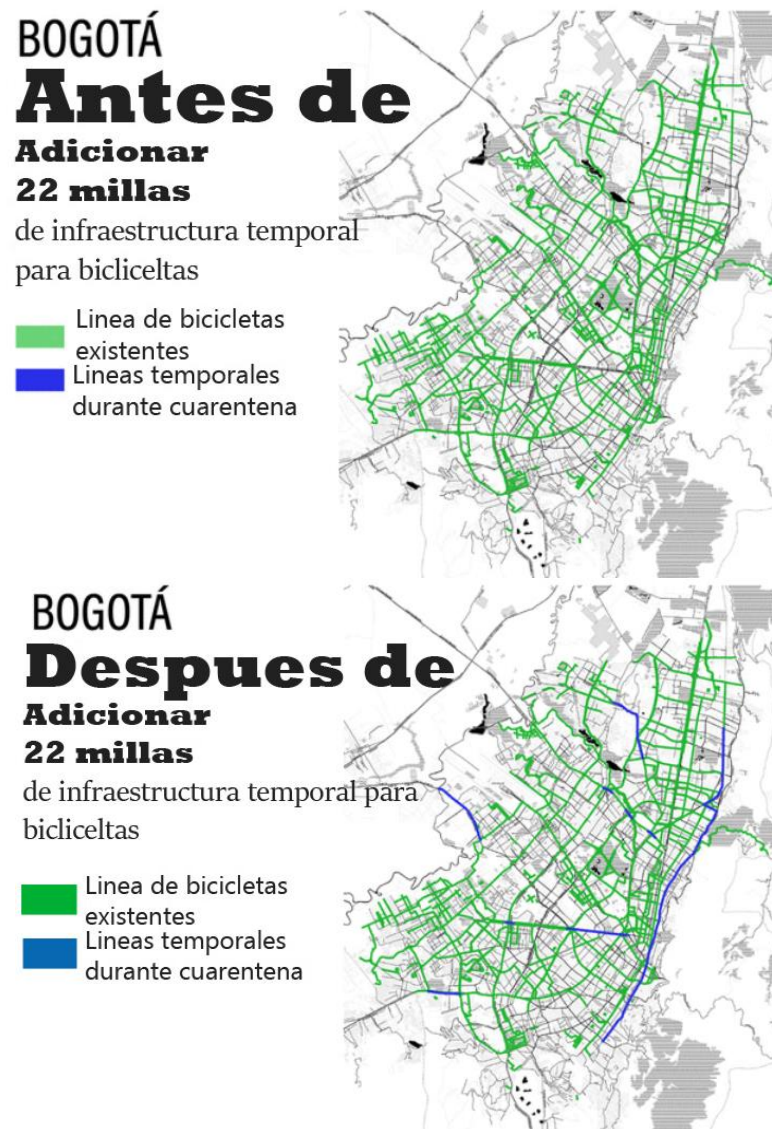 BOGOTÁ
Antes de
Adicionar
22 millas
de infraestructura temporal
para bicliceltas
Linea de bicicletas
existentes
Lineas temporales
durante cuarentena
BOGOTÁ
Despues de
Adicionar
22 millas
de infraestructura temporal para
bicliceltas
Linea de bicicletas
existentes
Lineas temporales
durante cuarentena